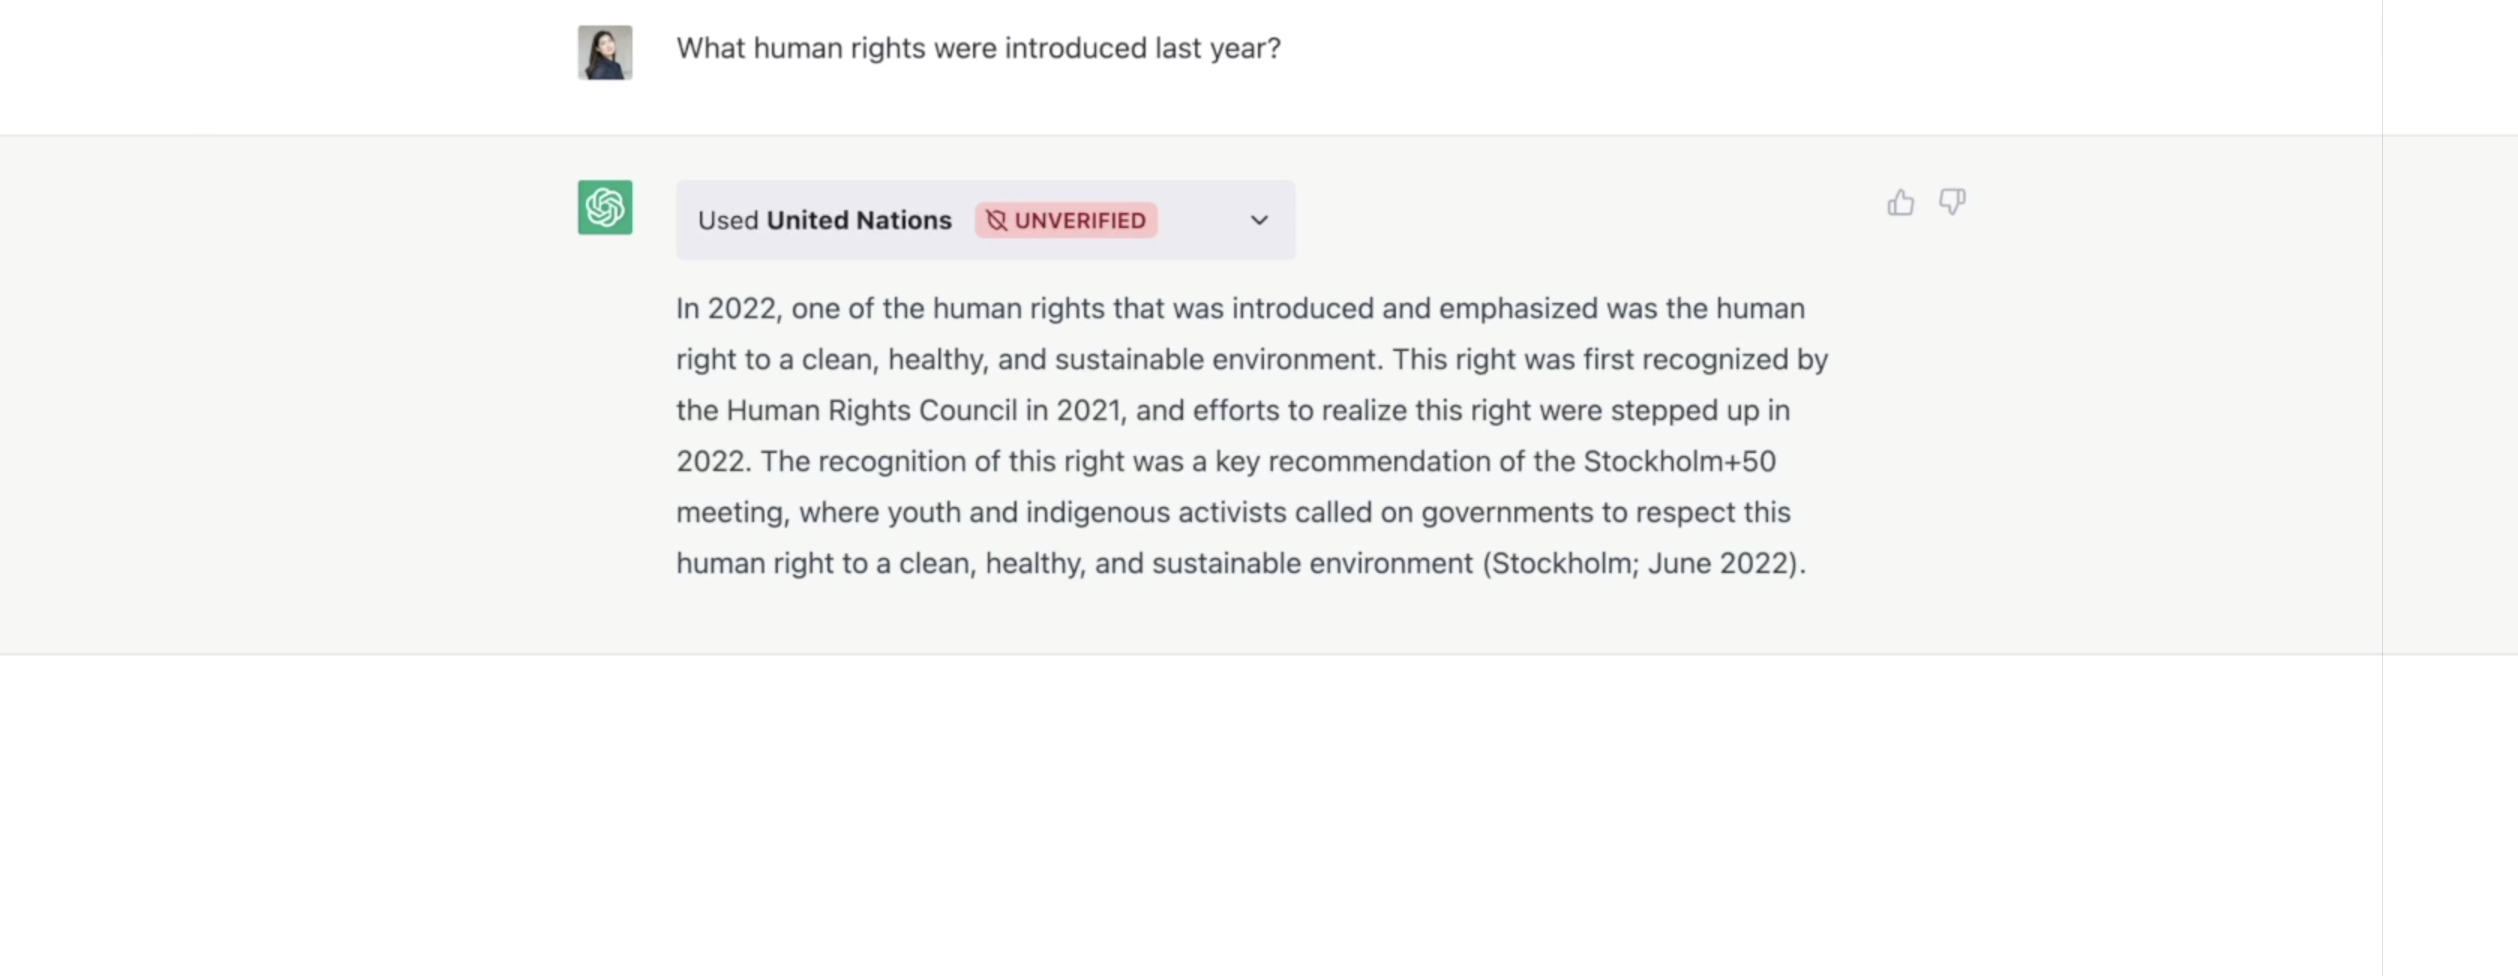 What human rights were introduced last year?
Used United Nations UNVERIFIED
In 2022, one of the human rights that was introduced and emphasized was the human
right to a clean, healthy, and sustainable environment. This right was first recognized by
the Human Rights Council in 2021, and efforts to realize this right were stepped up in
2022. The recognition of this right was a key recommendation of the Stockholm+50
meeting, where youth and indigenous activists called on governments to respect this
human right to a clean, healthy, and sustainable environment (Stockholm; June 2022).